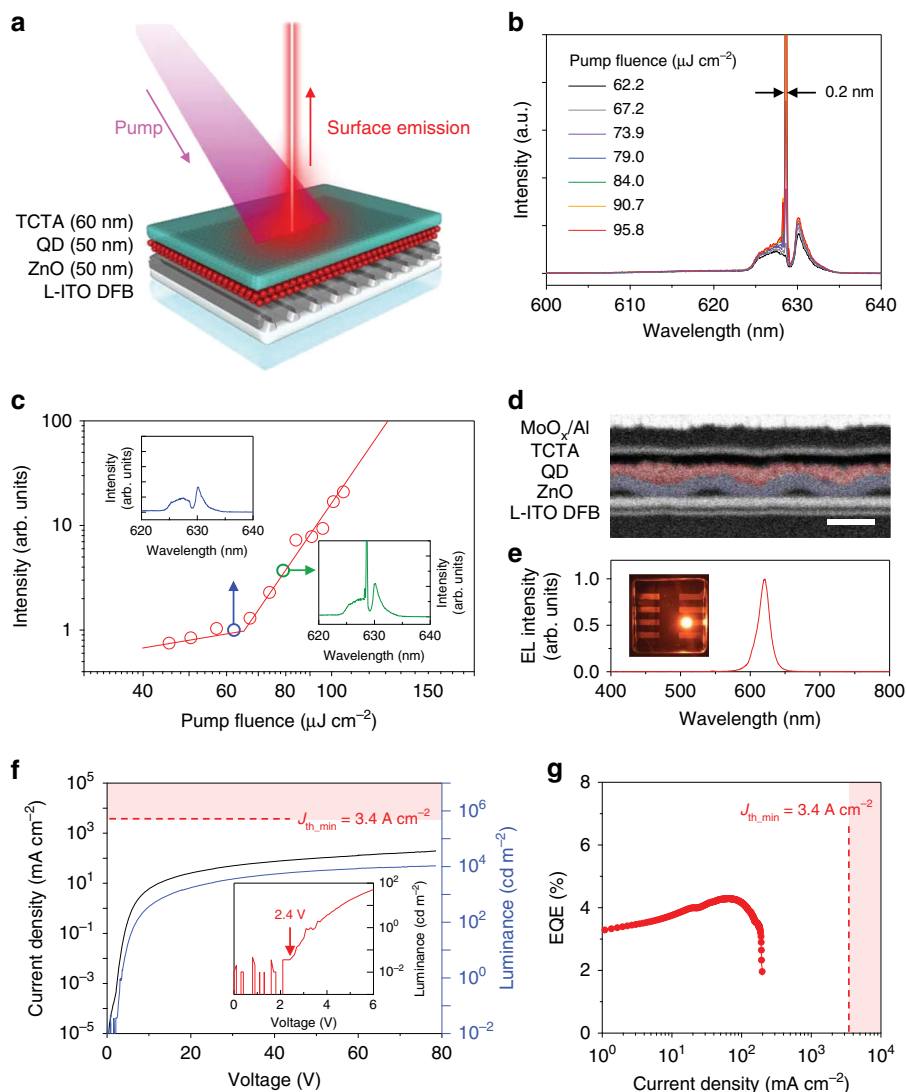 a
Pump
Surface emission
TCTA (60 nm)
QD (50 nm)
ZnO (50 nm)
L-ITO DFB
b
Pump fluence (μJ cm⁻²)
62.2
67.2
73.9
79.0
84.0
90.7
95.8
0.2 nm
Intensity (a.u.)
600
610
620
630
640
Wavelength (nm)
c
100
10
1
Intensity (arb. units)
Intensity
(arb. units)
620
630
640
Wavelength (nm)
Intensity
(arb. units)
620
630
640
Wavelength (nm)
40
60
80
100
150
Pump fluence (μJ cm⁻²)
d
MoOₓ/Al
TCTA
QD
ZnO
L-ITO DFB
e
EL intensity
(arb. units)
1.0
0.5
0.0
400
500
600
700
800
Wavelength (nm)
f
Current density (mA cm⁻²)
10⁵
10³
10¹
10⁻¹
10⁻³
10⁻⁵
J_th_min = 3.4 A cm⁻²
10⁶
10⁴
10²
10⁰
10⁻²
Luminance (cd m⁻²)
2.4 V
10²
10⁰
10⁻²
Luminance (cd m⁻²)
0
2
4
6
Voltage (V)
0
20
40
60
80
Voltage (V)
g
EQE (%)
8
6
4
2
0
J_th_min = 3.4 A cm⁻²
10⁰
10¹
10²
10³
10⁴
Current density (mA cm⁻²)